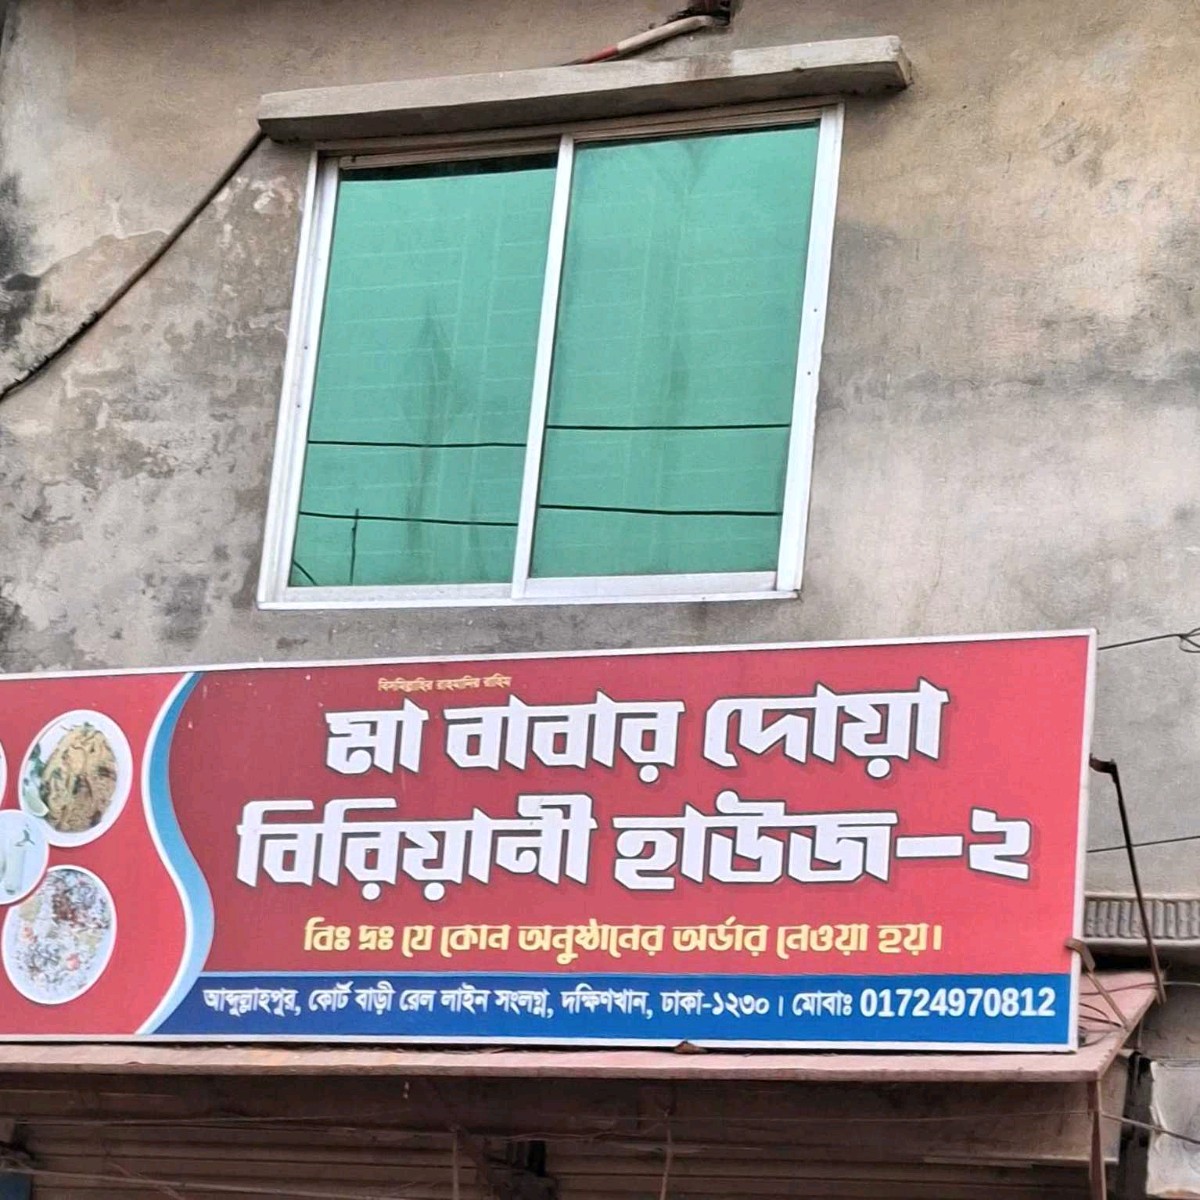 বিসমিল্লাহির রাহমানির রাহিম
মা বাবার দোয়া
বিরিয়ানী হাউজ-২
বিঃ দ্রঃ যে কোন অনুষ্ঠানের অর্ডার নেওয়া হয়।
আব্দুল্লাহপুর, কোর্ট বাড়ী রেল লাইন সংলগ্ন, দক্ষিণখান, ঢাকা-১২৩০। মোবাঃ 01724970812